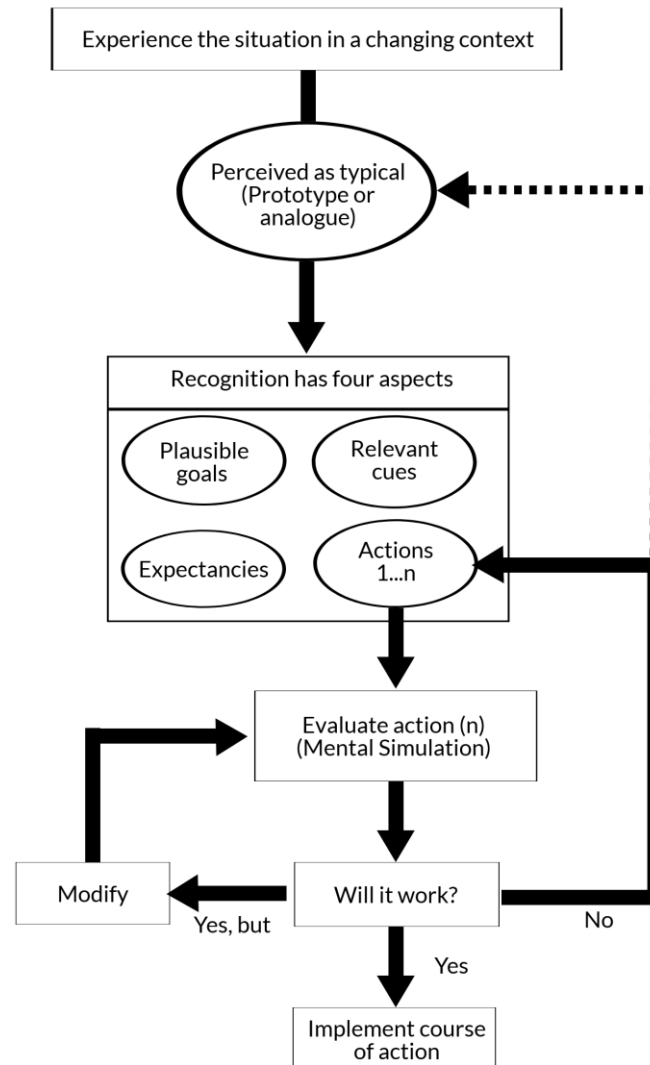 Experience the situation in a changing context
Perceived as typical
(Prototype or
analogue)
Recognition has four aspects
Plausible
goals
Relevant
cues
Expectancies
Actions
1...n
Evaluate action (n)
(Mental Simulation)
Modify
Yes, but
Will it work?
No
Yes
Implement course
of action